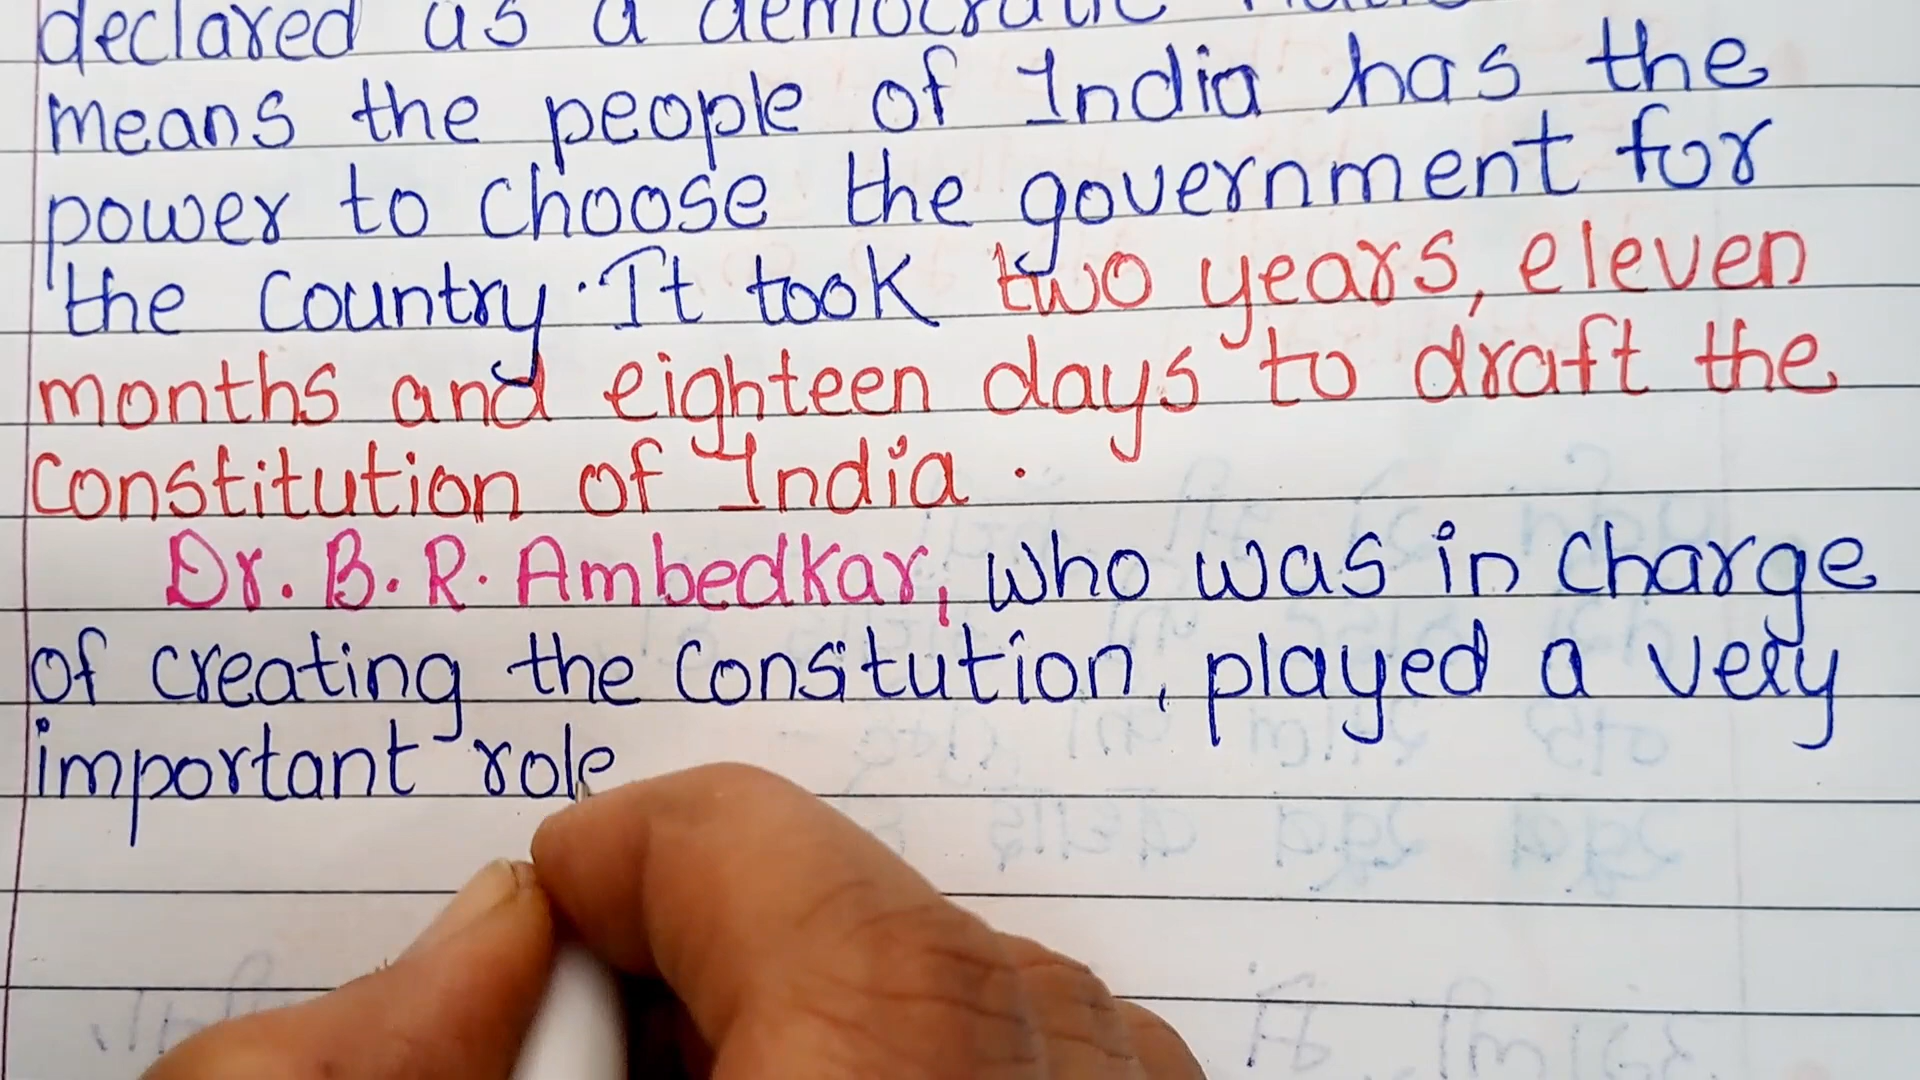 declared as a democratic
means the people of India has the
power to choose the government for
the country. It took two years, eleven
months and eighteen days to draft the
constitution of India.
Dr. B. R. Ambedkar, who was in charge
of creating the consitution, played a very
important role